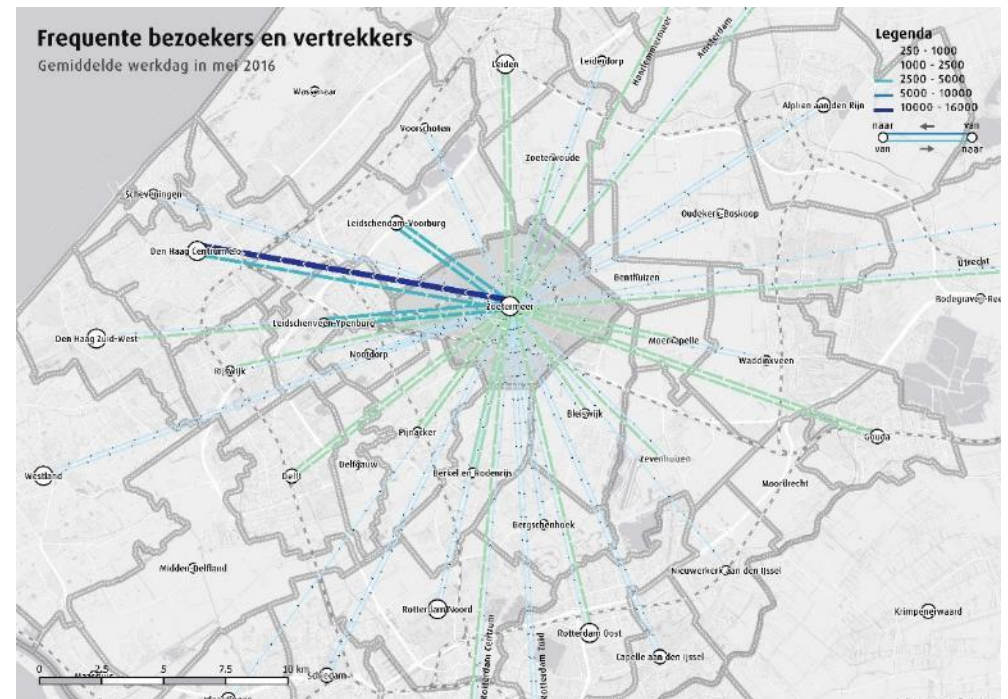 Frequente bezoekers en vertrekkers
Gemiddelde werkdag in mei 2016
Legenda
250 - 1000
1000 - 2500
2500 - 5000
5000 - 10000
10000 - 16000
naar van
van naar
Haarlemmermeer
Amsterdam
Leiden
Leiderdorp
Wassenaar
Alphen aan den Rijn
Voorschoten
Zoeterwoude
Scheveningen
Leidschendam-Voorburg
Oudekerk-Boskoop
Den Haag Centrum e.o
Utrecht
Benthuizen
Zoetermeer
Leidschenveen-Ypenburg
Den Haag Zuid-West
Moerkapelle
Nootdorp
Waddinxveen
Rijswijk
Bleiswijk
Pijnacker
Gouda
Zevenhuizen
Delfgauw
Westland
Delft
Berkel en Rodenrijs
Moordrecht
Bergschenhoek
Midden-Delfland
Nieuwerkerk aan den IJssel
Rotterdam Noord
Krimpenerwaard
Rotterdam Oost
Capelle aan den IJssel
Rotterdam Centrum
Rotterdam Zuid
Schiedam
0 2,5 5 7,5 10 km